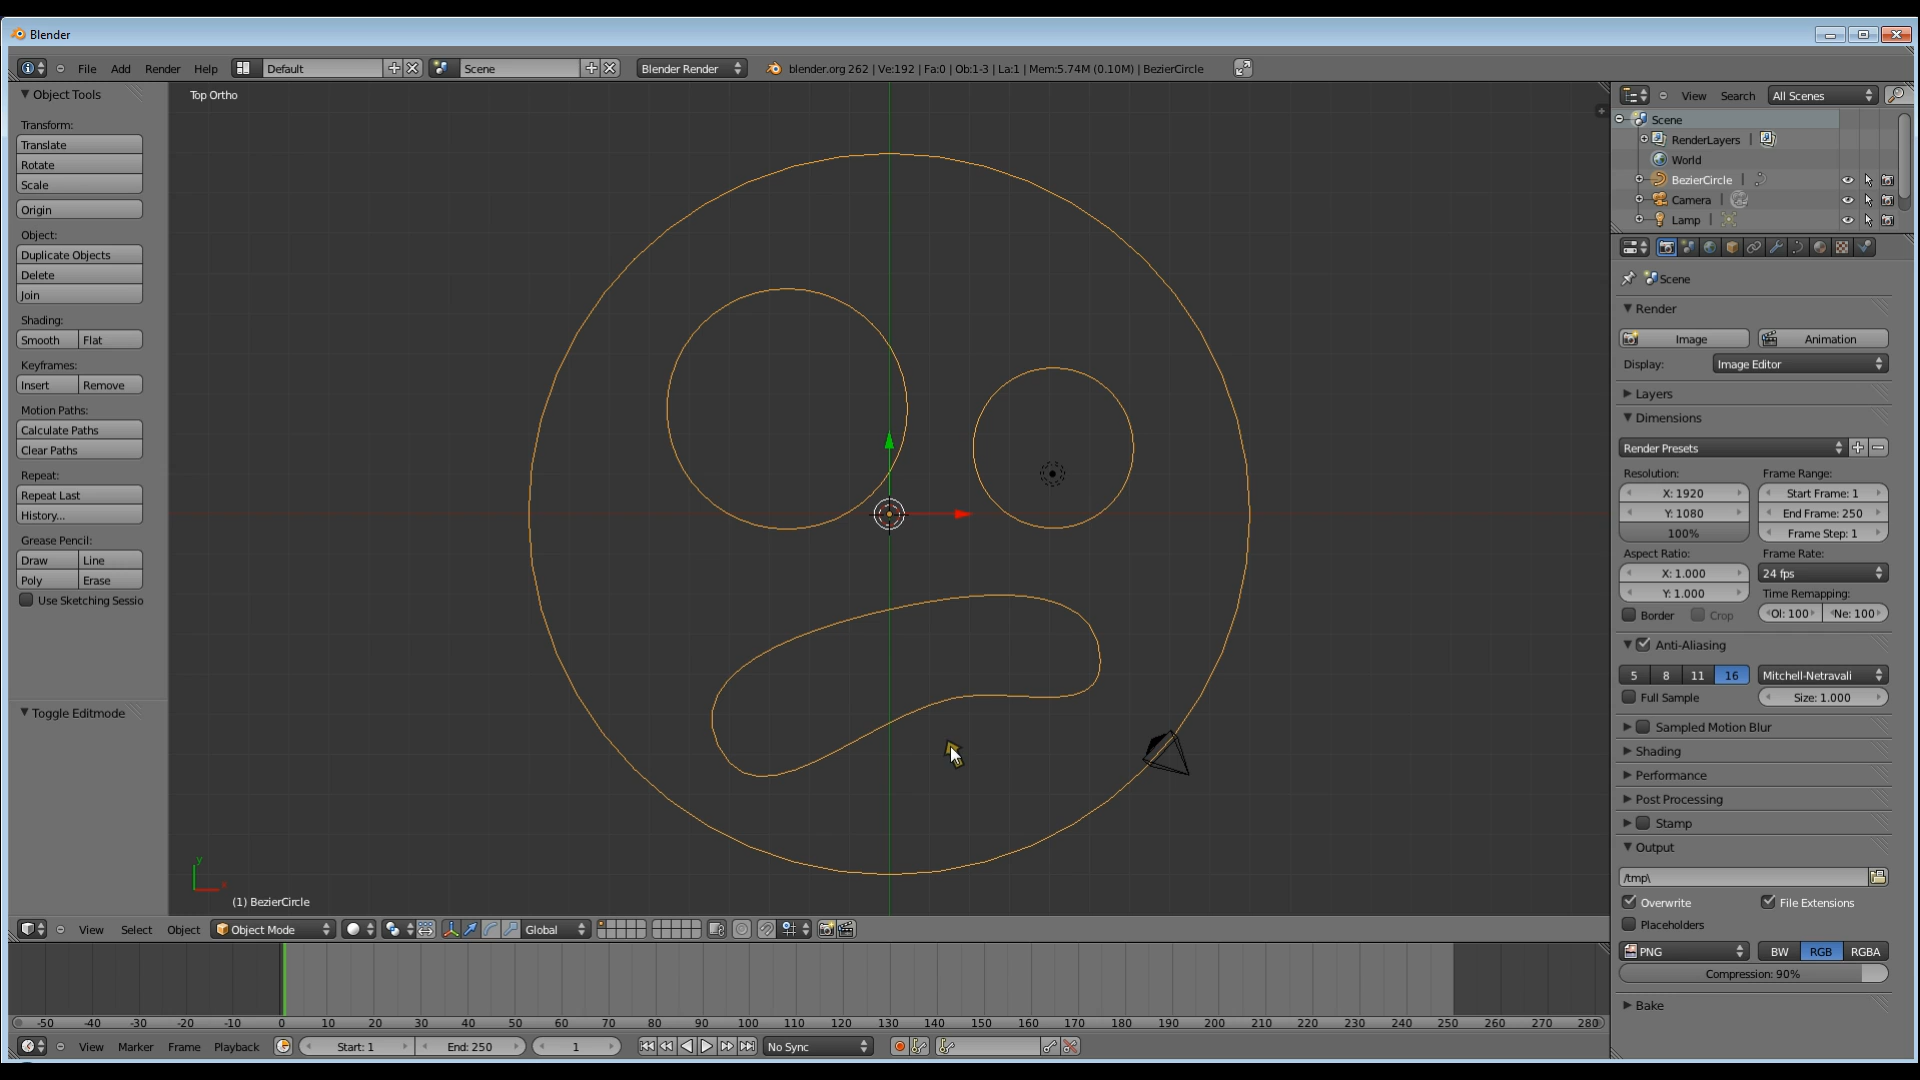 Blender
File Add Render Help Default Scene Blender Render blender.org 262 | Ve:192 | Fa:0 | Ob:1-3 | La:1 | Mem:5.74M (0.10M) | BezierCircle
Object Tools
Transform:
Translate
Rotate
Scale
Origin
Object:
Duplicate Objects
Delete
Join
Shading:
Smooth Flat
Keyframes:
Insert Remove
Motion Paths:
Calculate Paths
Clear Paths
Repeat:
Repeat Last
History...
Grease Pencil:
Draw Line
Poly Erase
Use Sketching Sessio
Toggle Editmode
Top Ortho
y
(1) BezierCircle
View Select Object Object Mode Global
View Search All Scenes
Scene
RenderLayers |
World
BezierCircle |
Camera |
Lamp |
Scene
Render
Image Animation
Display: Image Editor
Layers
Dimensions
Render Presets
Resolution: Frame Range:
X: 1920 Start Frame: 1
Y: 1080 End Frame: 250
100% Frame Step: 1
Aspect Ratio: Frame Rate:
X: 1.000 24 fps
Y: 1.000 Time Remapping:
Border Crop Ol: 100 Ne: 100
Anti-Aliasing
5 8 11 16 Mitchell-Netravali
Full Sample Size: 1.000
Sampled Motion Blur
Shading
Performance
Post Processing
Stamp
Output
/tmp\
Overwrite File Extensions
Placeholders
PNG BW RGB RGBA
Compression: 90%
Bake
-50 -40 -30 -20 -10 0 10 20 30 40 50 60 70 80 90 100 110 120 130 140 150 160 170 180 190 200 210 220 230 240 250 260 270 280
View Marker Frame Playback Start: 1 End: 250 1 No Sync